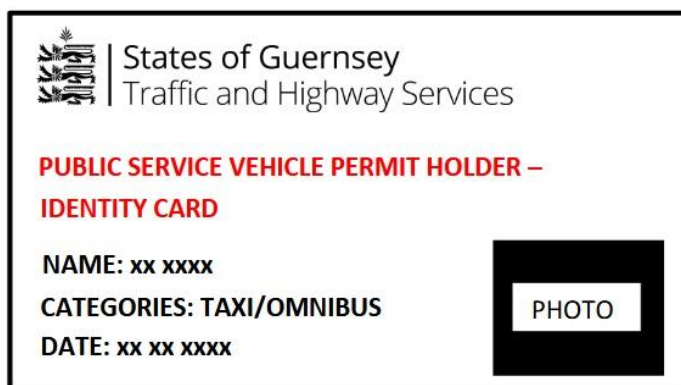 States of Guernsey
Traffic and Highway Services
PUBLIC SERVICE VEHICLE PERMIT HOLDER –
IDENTITY CARD
NAME: xx xxxx
CATEGORIES: TAXI/OMNIBUS
DATE: xx xx xxxx
PHOTO